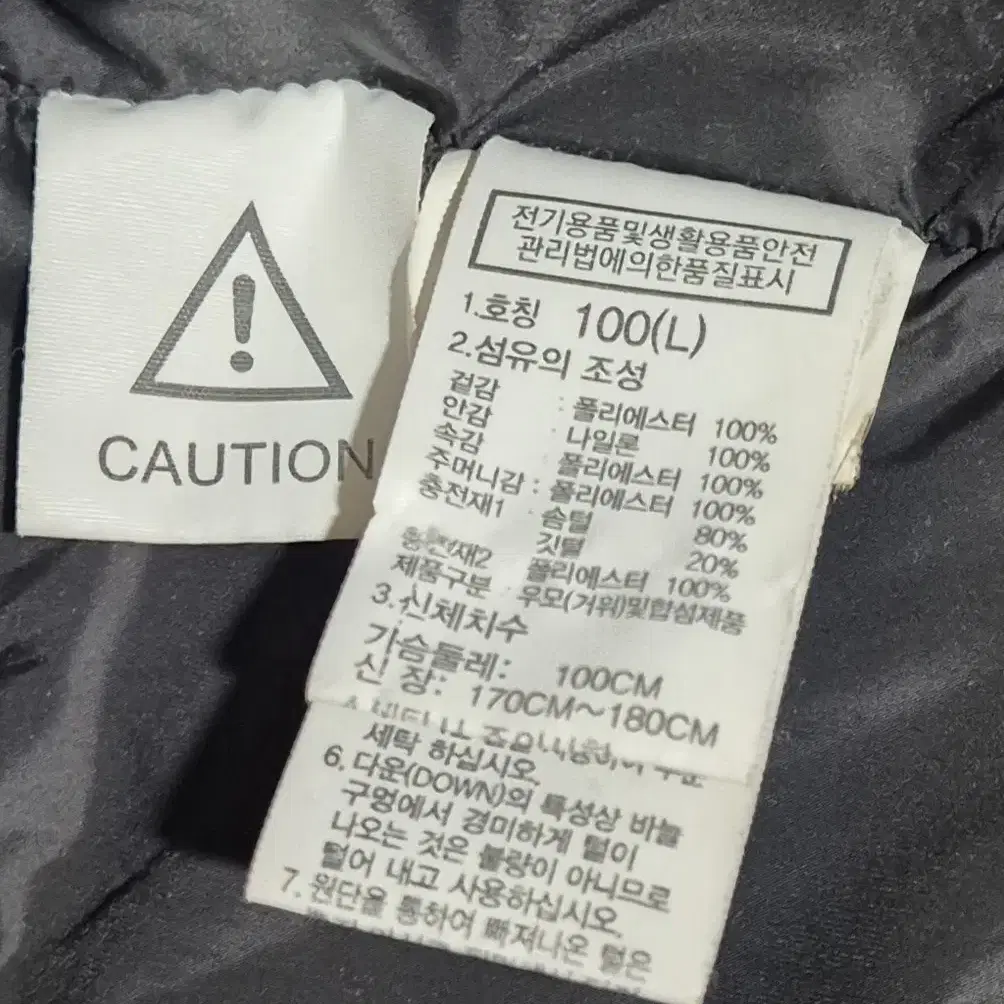 CAUTION
전기용품및생활용품안전
관리법에의한품질표시
1.호칭 100(L)
2.섬유의 조성
겉감 : 폴리에스터 100%
안감 : 나일론 100%
속감 : 폴리에스터 100%
주머니감 : 폴리에스터 100%
충전재1 : 솜털 80%
깃털 20%
충전재2 폴리에스터 100%
제품구분 : 우모(거위)및합섬제품
3.신체치수
가슴둘레: 100CM
신 장: 170CM~180CM
세탁 하십시오.
6. 다운(DOWN)의 특성상 바늘
구멍에서 경미하게 털이
나오는 것은 불량이 아니므로
털어 내고 사용하십시오.
7. 원단을 통하여 빠져나온 털은